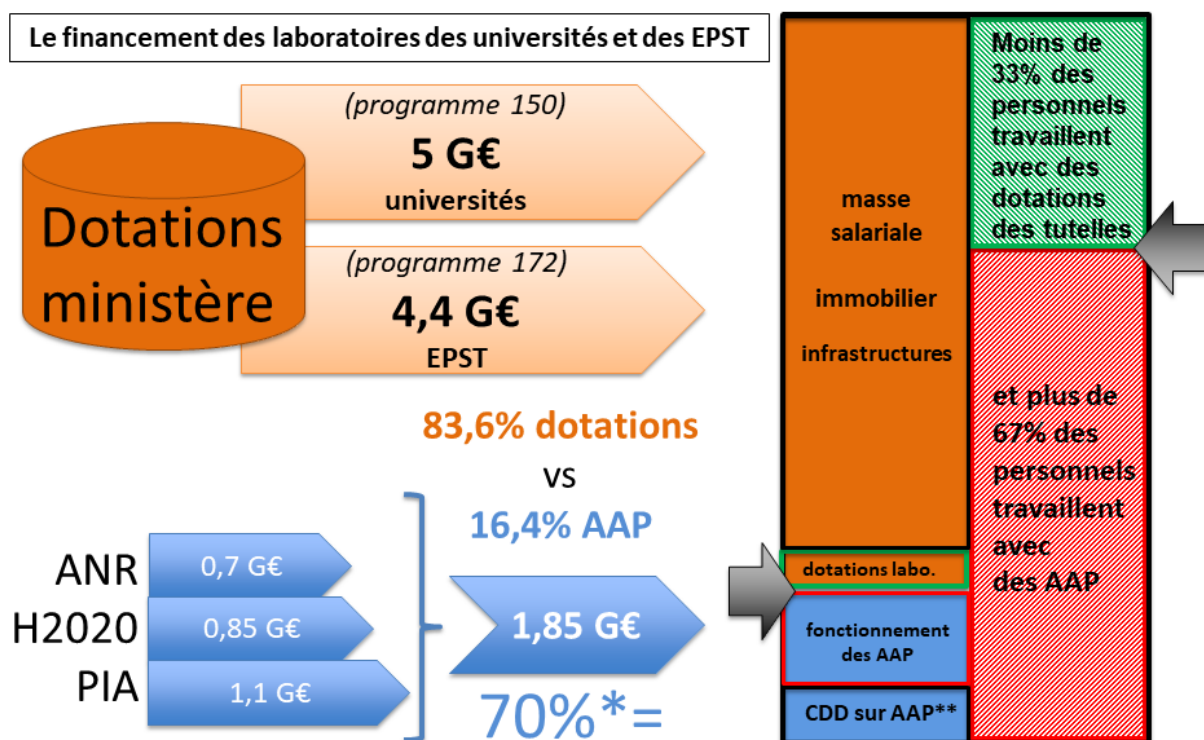 Le financement des laboratoires des universités et des EPST
Dotations
ministère
(programme 150)
5 G€
universités
(programme 172)
4,4 G€
EPST
83,6% dotations
vs
16,4% AAP
ANR
0,7 G€
H2020
0,85 G€
PIA
1,1 G€
1,85 G€
70%*=
masse
salariale
immobilier
infrastructures
dotations labo.
fonctionnement
des AAP
CDD sur AAP**
Moins de
33% des
personnels
travaillent
avec des
dotations
des tutelles
et plus de
67% des
personnels
travaillent
avec
des AAP